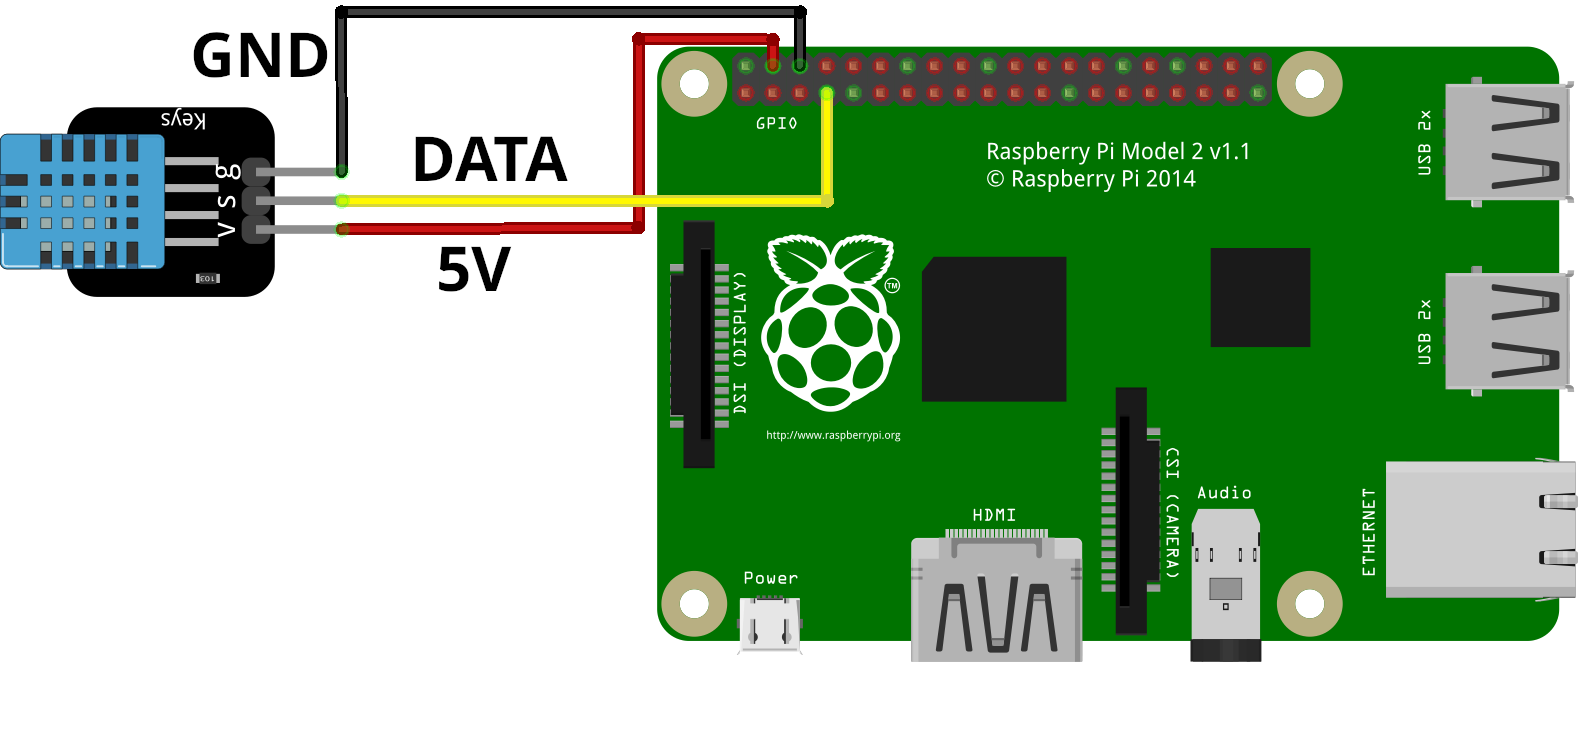 GND
Keys
g
S
V
103
DATA
5V
GPIO
Raspberry Pi Model 2 v1.1
© Raspberry Pi 2014
USB 2x
USB 2x
DSI (DISPLAY)
TM
http://www.raspberrypi.org
CSI (CAMERA)
Audio
HDMI
ETHERNET
Power